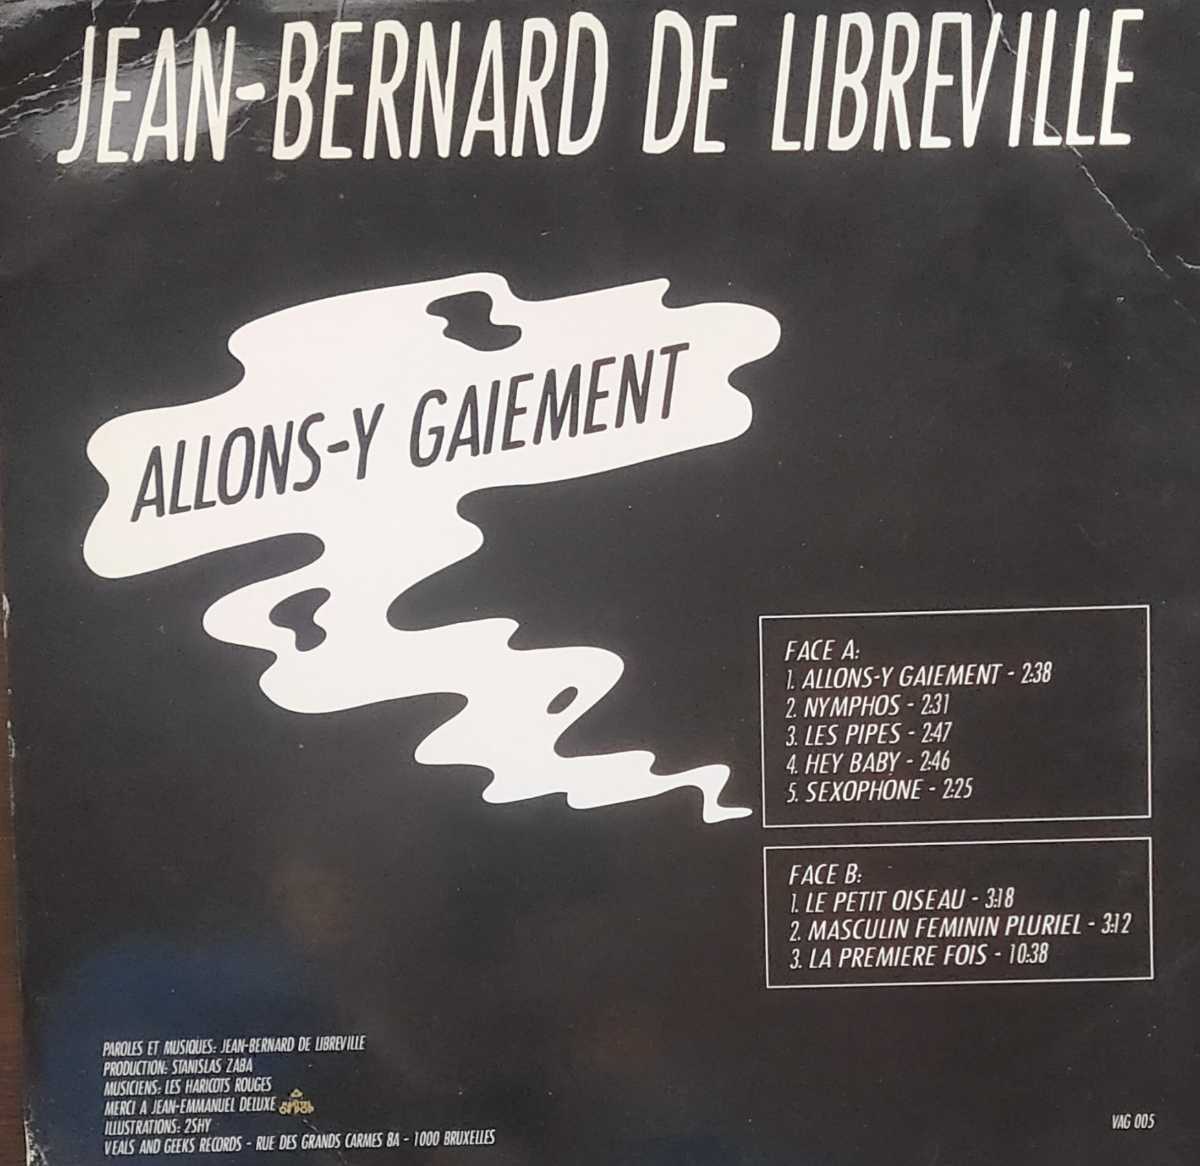 JEAN-BERNARD DE LIBREVILLE
ALLONS-Y GAIEMENT
FACE A:
1. ALLONS-Y GAIEMENT - 2:38
2. NYMPHOS - 2:31
3. LES PIPES - 2:47
4. HEY BABY - 2:46
5. SEXOPHONE - 2:25
FACE B:
1. LE PETIT OISEAU - 3:18
2. MASCULIN FEMININ PLURIEL - 3:12
3. LA PREMIERE FOIS - 10:38
PAROLES ET MUSIQUES: JEAN-BERNARD DE LIBREVILLE
PRODUCTION: STANISLAS ZABA
MUSICIENS: LES HARICOTS ROUGES
MERCI A JEAN-EMMANUEL DELUXE
ILLUSTRATIONS: 2SHY
VEALS AND GEEKS RECORDS - RUE DES GRANDS CARMES 8A - 1000 BRUXELLES
VAG 005